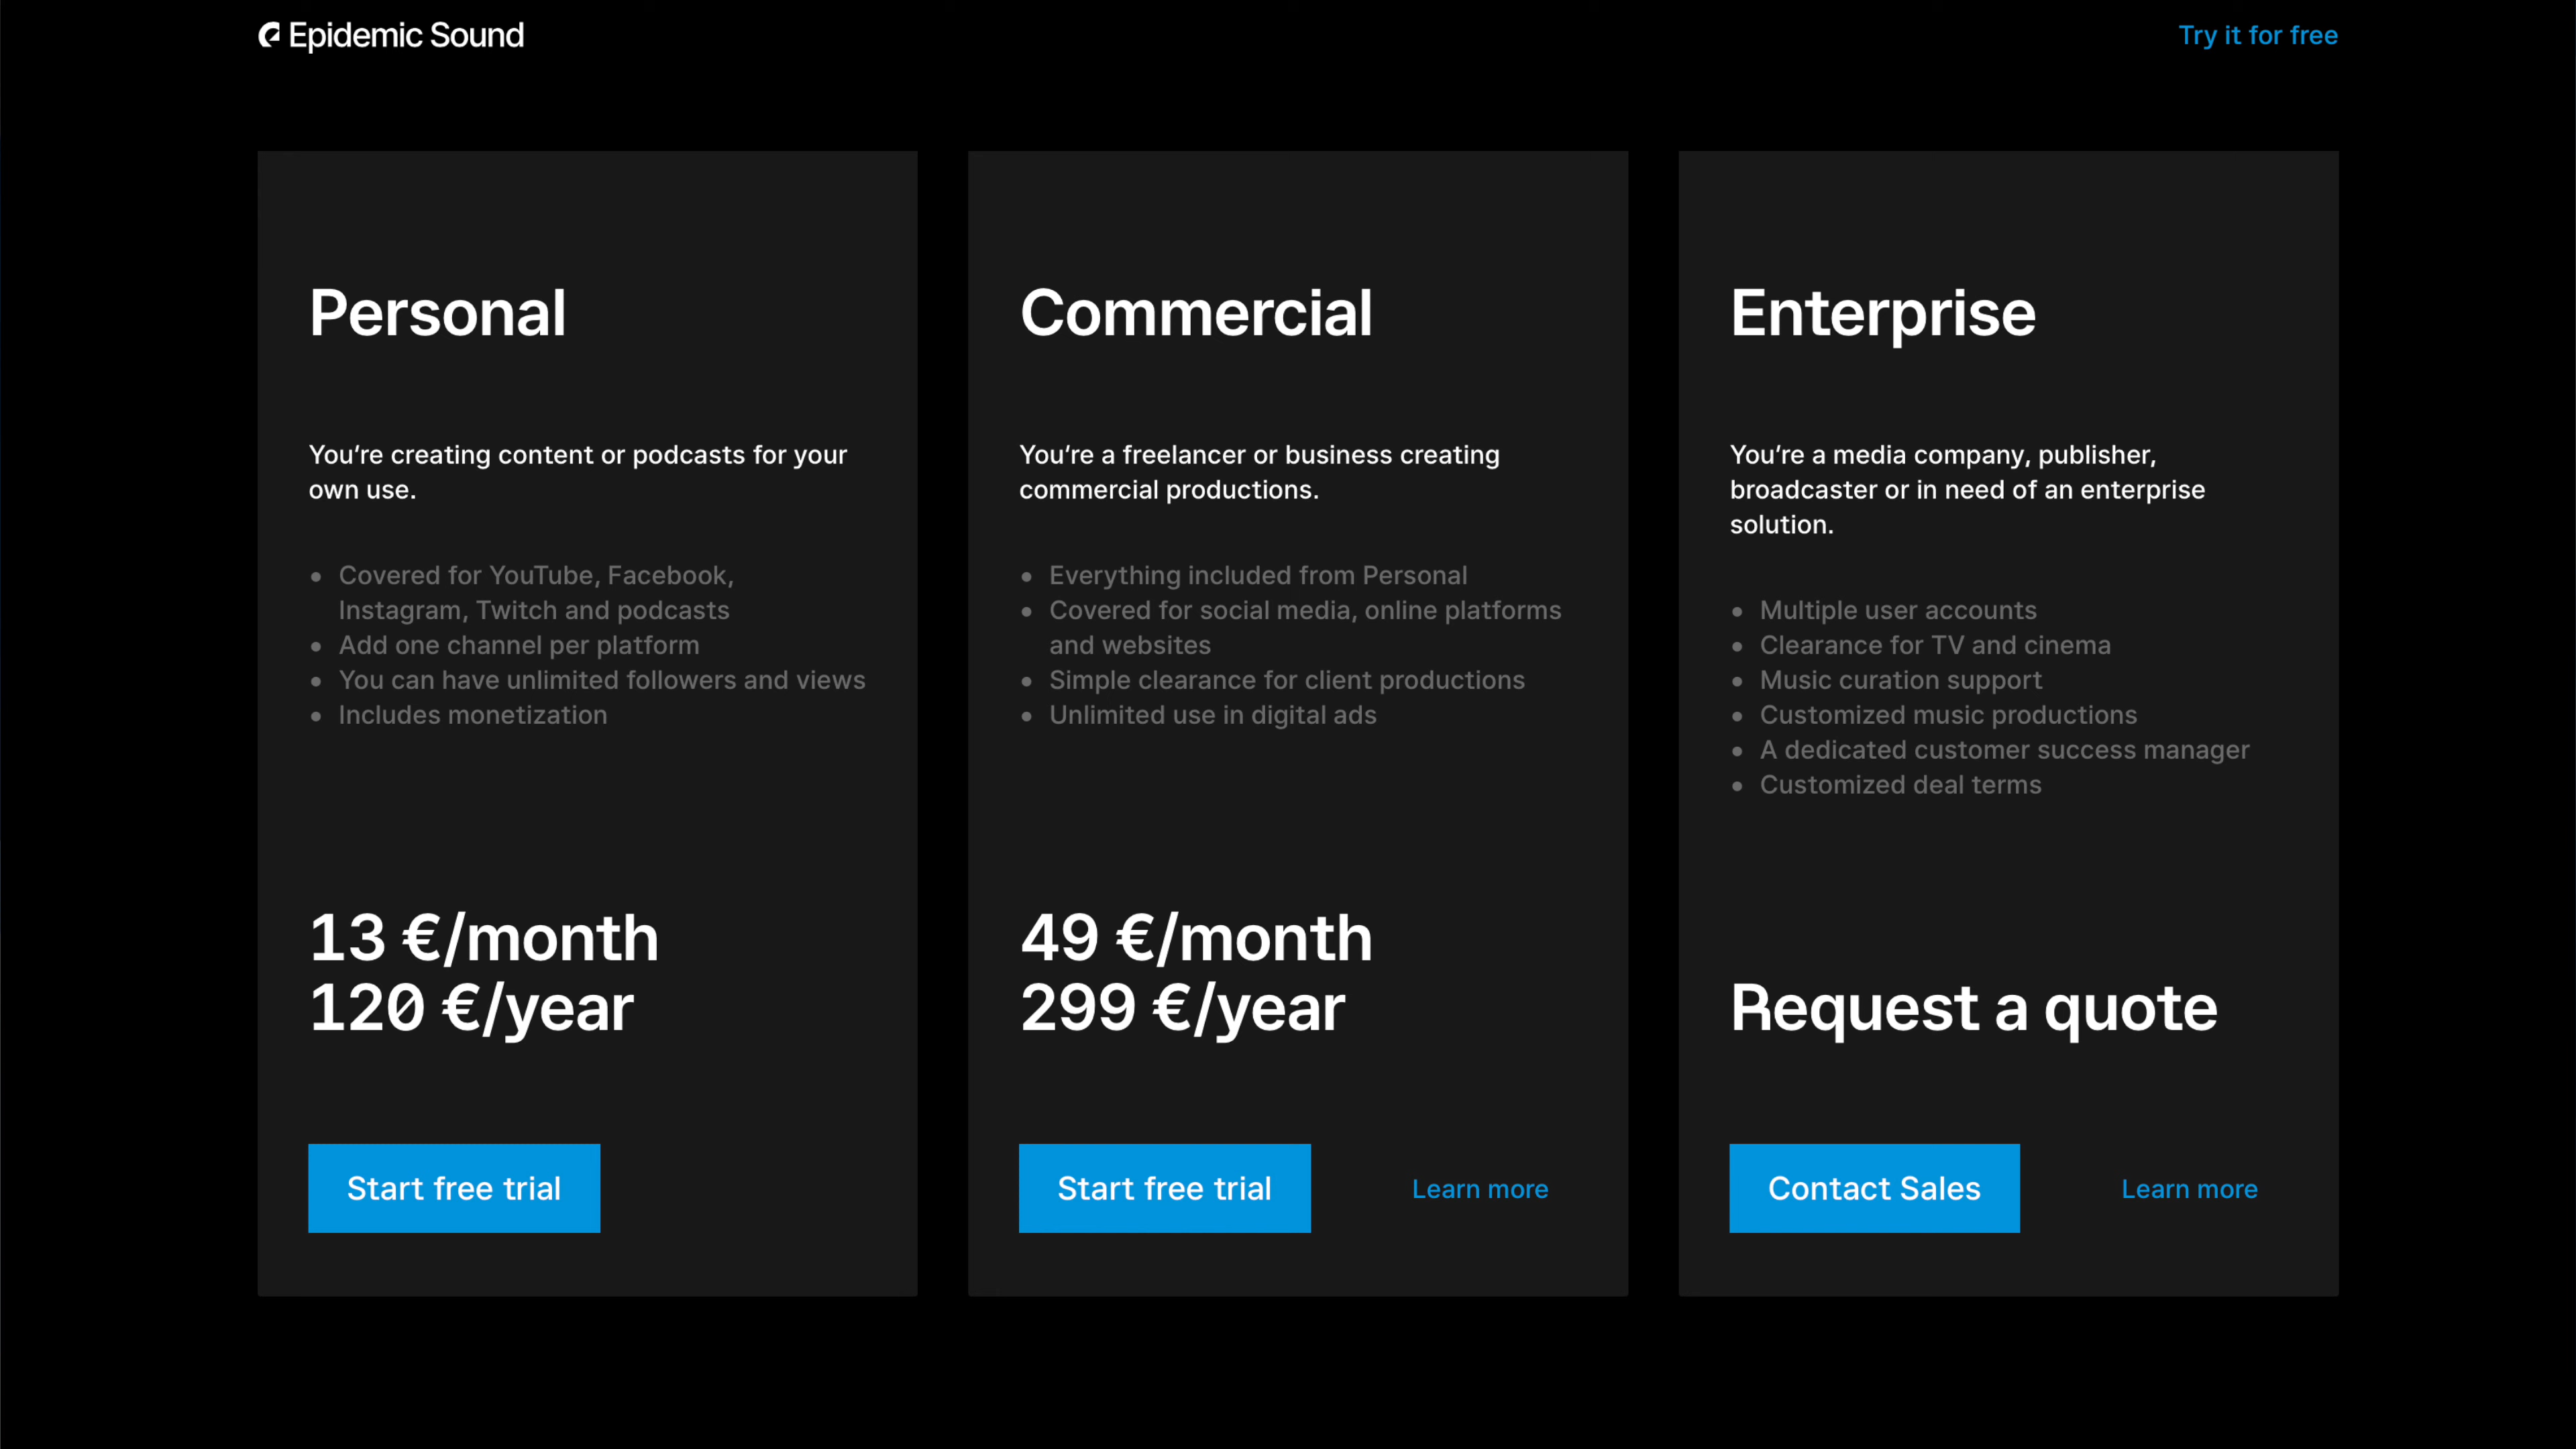 Epidemic Sound
Try it for free
Personal
You’re creating content or podcasts for your
own use.
• Covered for YouTube, Facebook,
Instagram, Twitch and podcasts
• Add one channel per platform
• You can have unlimited followers and views
• Includes monetization
13 €/month
120 €/year
Start free trial
Commercial
You’re a freelancer or business creating
commercial productions.
• Everything included from Personal
• Covered for social media, online platforms
and websites
• Simple clearance for client productions
• Unlimited use in digital ads
49 €/month
299 €/year
Start free trial
Learn more
Enterprise
You’re a media company, publisher,
broadcaster or in need of an enterprise
solution.
• Multiple user accounts
• Clearance for TV and cinema
• Music curation support
• Customized music productions
• A dedicated customer success manager
• Customized deal terms
Request a quote
Contact Sales
Learn more